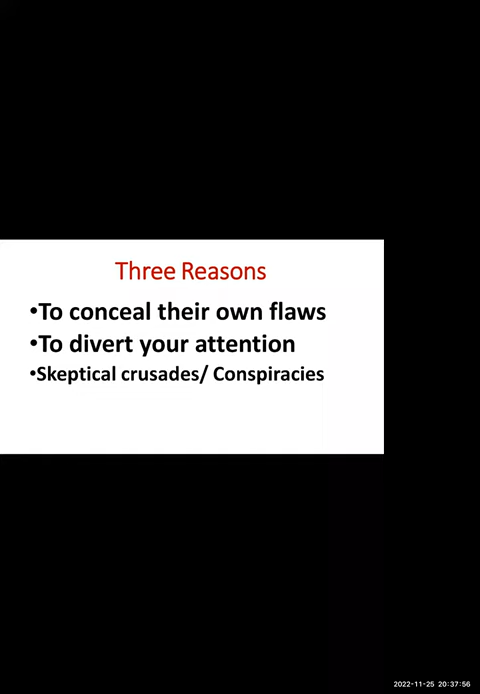 Three Reasons
•To conceal their own flaws
•To divert your attention
•Skeptical crusades/ Conspiracies
2022-11-25 20:37:56